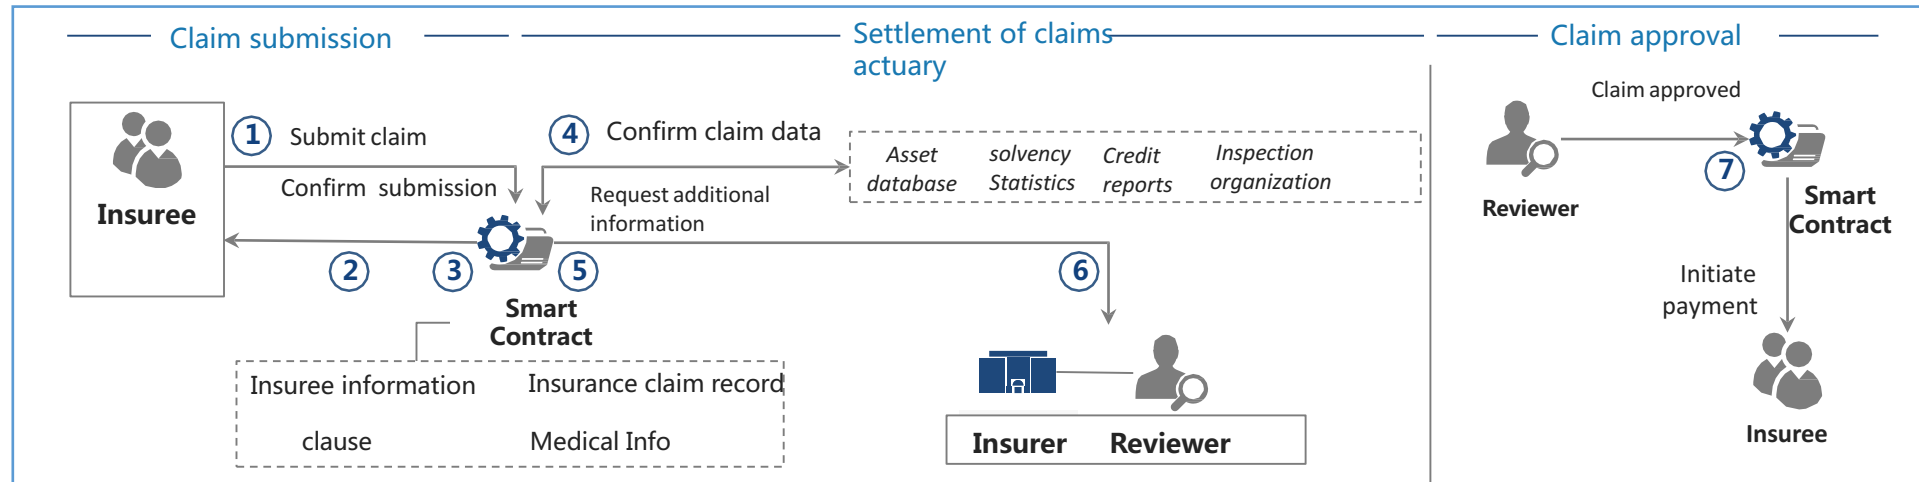 Claim submission
Settlement of claims
actuary
Claim approval
1
Submit claim
Confirm submission
Insuree
2
3
4
Confirm claim data
Asset
database
solvency
Statistics
Credit
reports
Inspection
organization
Request additional
information
5
6
Smart
Contract
Insuree information
Insurance claim record
clause
Medical Info
Insurer
Reviewer
Claim approved
Reviewer
7
Smart
Contract
Initiate
payment
Insuree